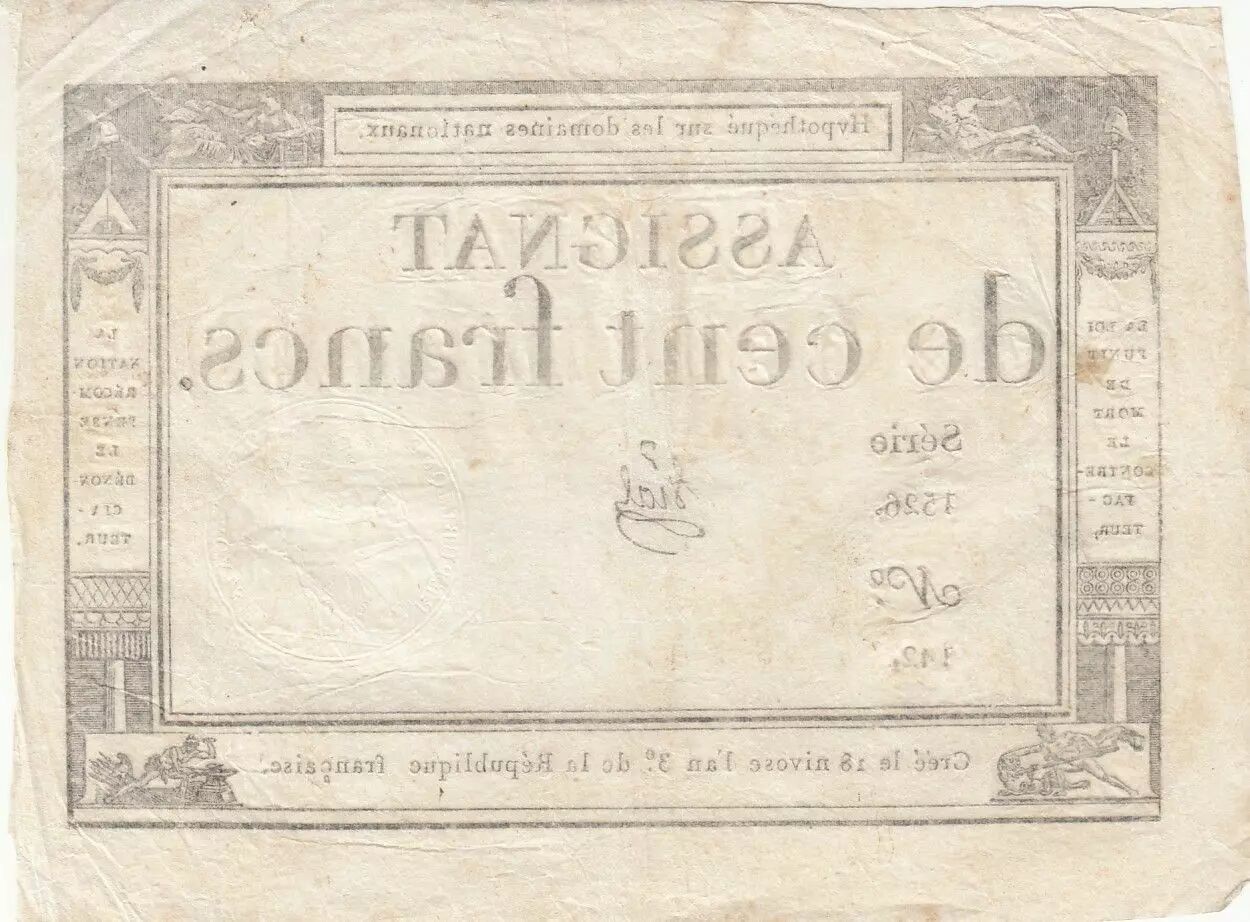 Hypothéqué sur les domaines nationaux.
ASSIGNAT
de cent francs.
Série
1526.
Nº.
142.
LA LOI
PUNIT
DE
MORT
LE
CONTRE-
FAC-
TEUR,
LA
NATION
RÉCOM-
PENSE
LE
DÉNON-
CIA-
TEUR.
Créé le 18 nivose l'an 3.e de la République française.